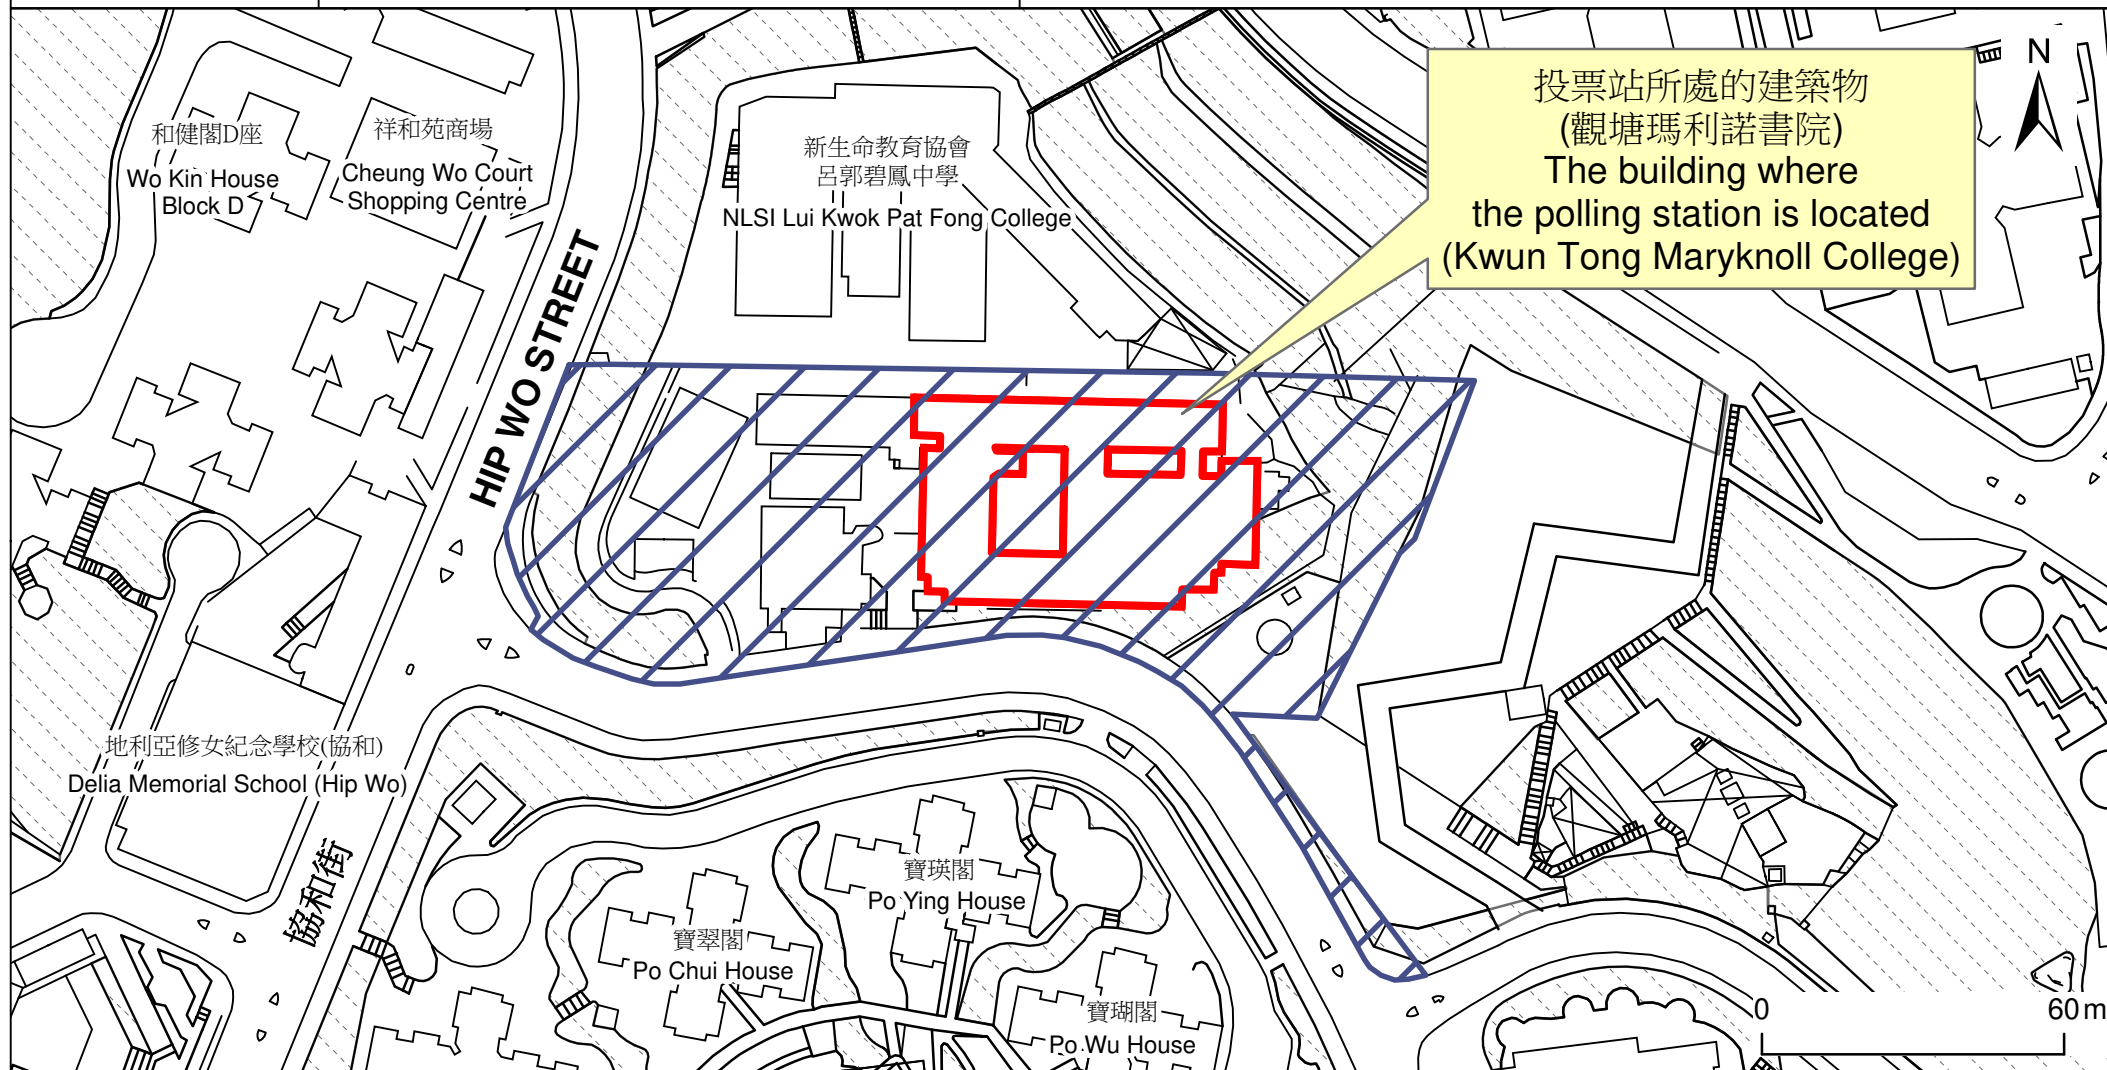 投票站所處的建築物
(觀塘瑪利諾書院)
The building where
the polling station is located
(Kwun Tong Maryknoll College)
N
和健閣D座
Wo Kin House
Block D
祥和苑商場
Cheung Wo Court
Shopping Centre
新生命教育協會
呂郭碧鳳中學
NLSI Lui Kwok Pat Fong College
HIP WO STREET
地利亞修女紀念學校(協和)
Delia Memorial School (Hip Wo)
協和街
寶瑛閣
Po Ying House
寶翠閣
Po Chui House
寶瑚閣
Po Wu House
0 60m